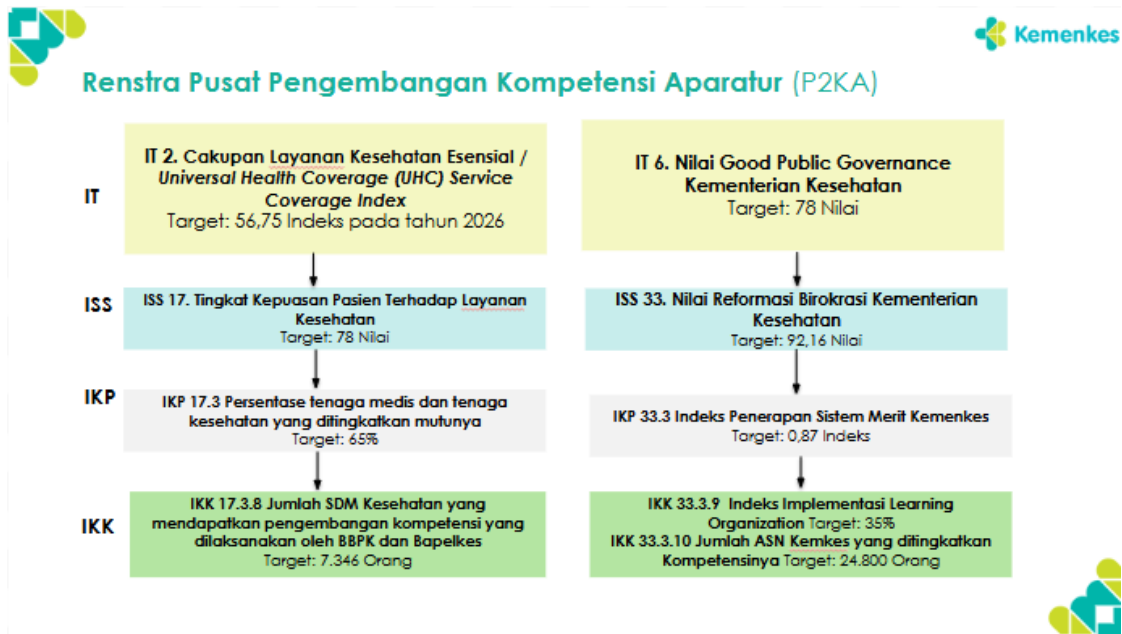 Kemenkes
Renstra Pusat Pengembangan Kompetensi Aparatur (P2KA)
IT
IT 2. Cakupan Layanan Kesehatan Esensial /
Universal Health Coverage (UHC) Service
Coverage Index
Target: 56,75 Indeks pada tahun 2026
IT 6. Nilai Good Public Governance
Kementerian Kesehatan
Target: 78 Nilai
ISS
ISS 17. Tingkat Kepuasan Pasien Terhadap Layanan
Kesehatan
Target: 78 Nilai
ISS 33. Nilai Reformasi Birokrasi Kementerian
Kesehatan
Target: 92,16 Nilai
IKP
IKP 17.3 Persentase tenaga medis dan tenaga
kesehatan yang ditingkatkan mutunya
Target: 65%
IKP 33.3 Indeks Penerapan Sistem Merit Kemenkes
Target: 0,87 Indeks
IKK
IKK 17.3.8 Jumlah SDM Kesehatan yang
mendapatkan pengembangan kompetensi yang
dilaksanakan oleh BBPK dan Bapelkes
Target: 7.346 Orang
IKK 33.3.9 Indeks Implementasi Learning
Organization Target: 35%
IKK 33.3.10 Jumlah ASN Kemkes yang ditingkatkan
Kompetensinya Target: 24.800 Orang